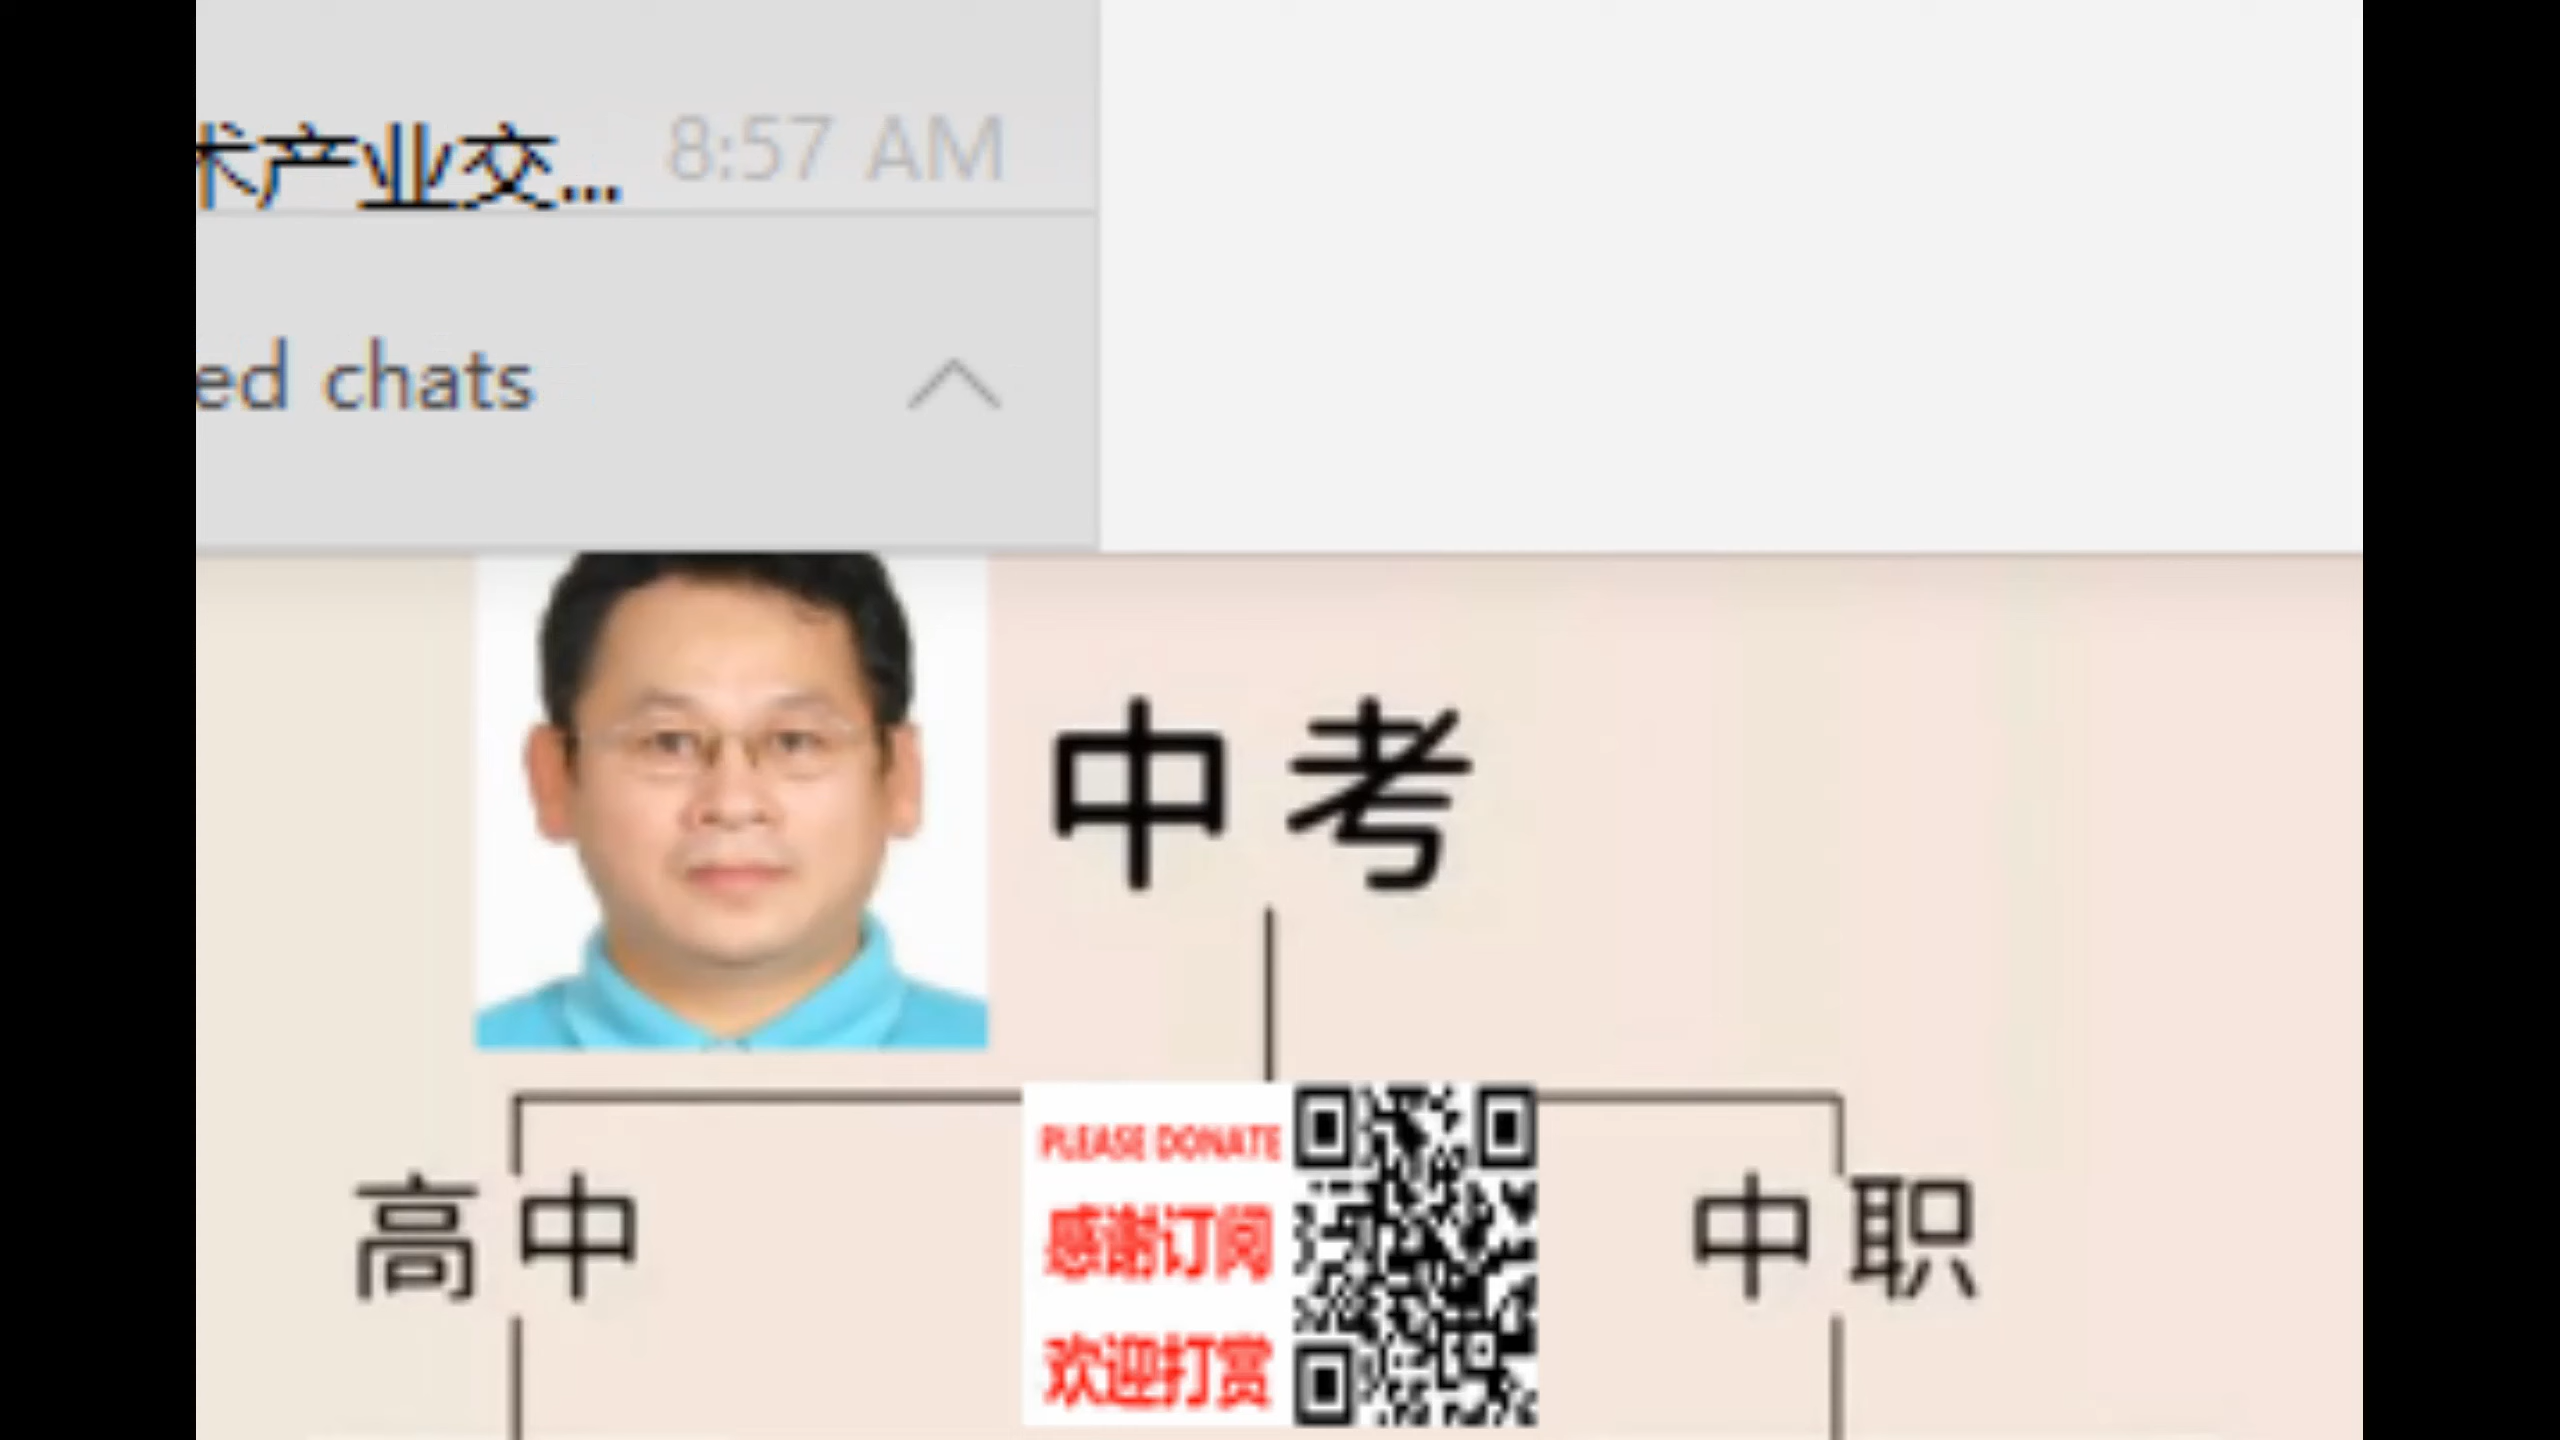 术产业交... 8:57 AM
ed chats
中考
PLEASE DONATE
感谢订阅
欢迎打赏
高中
中职